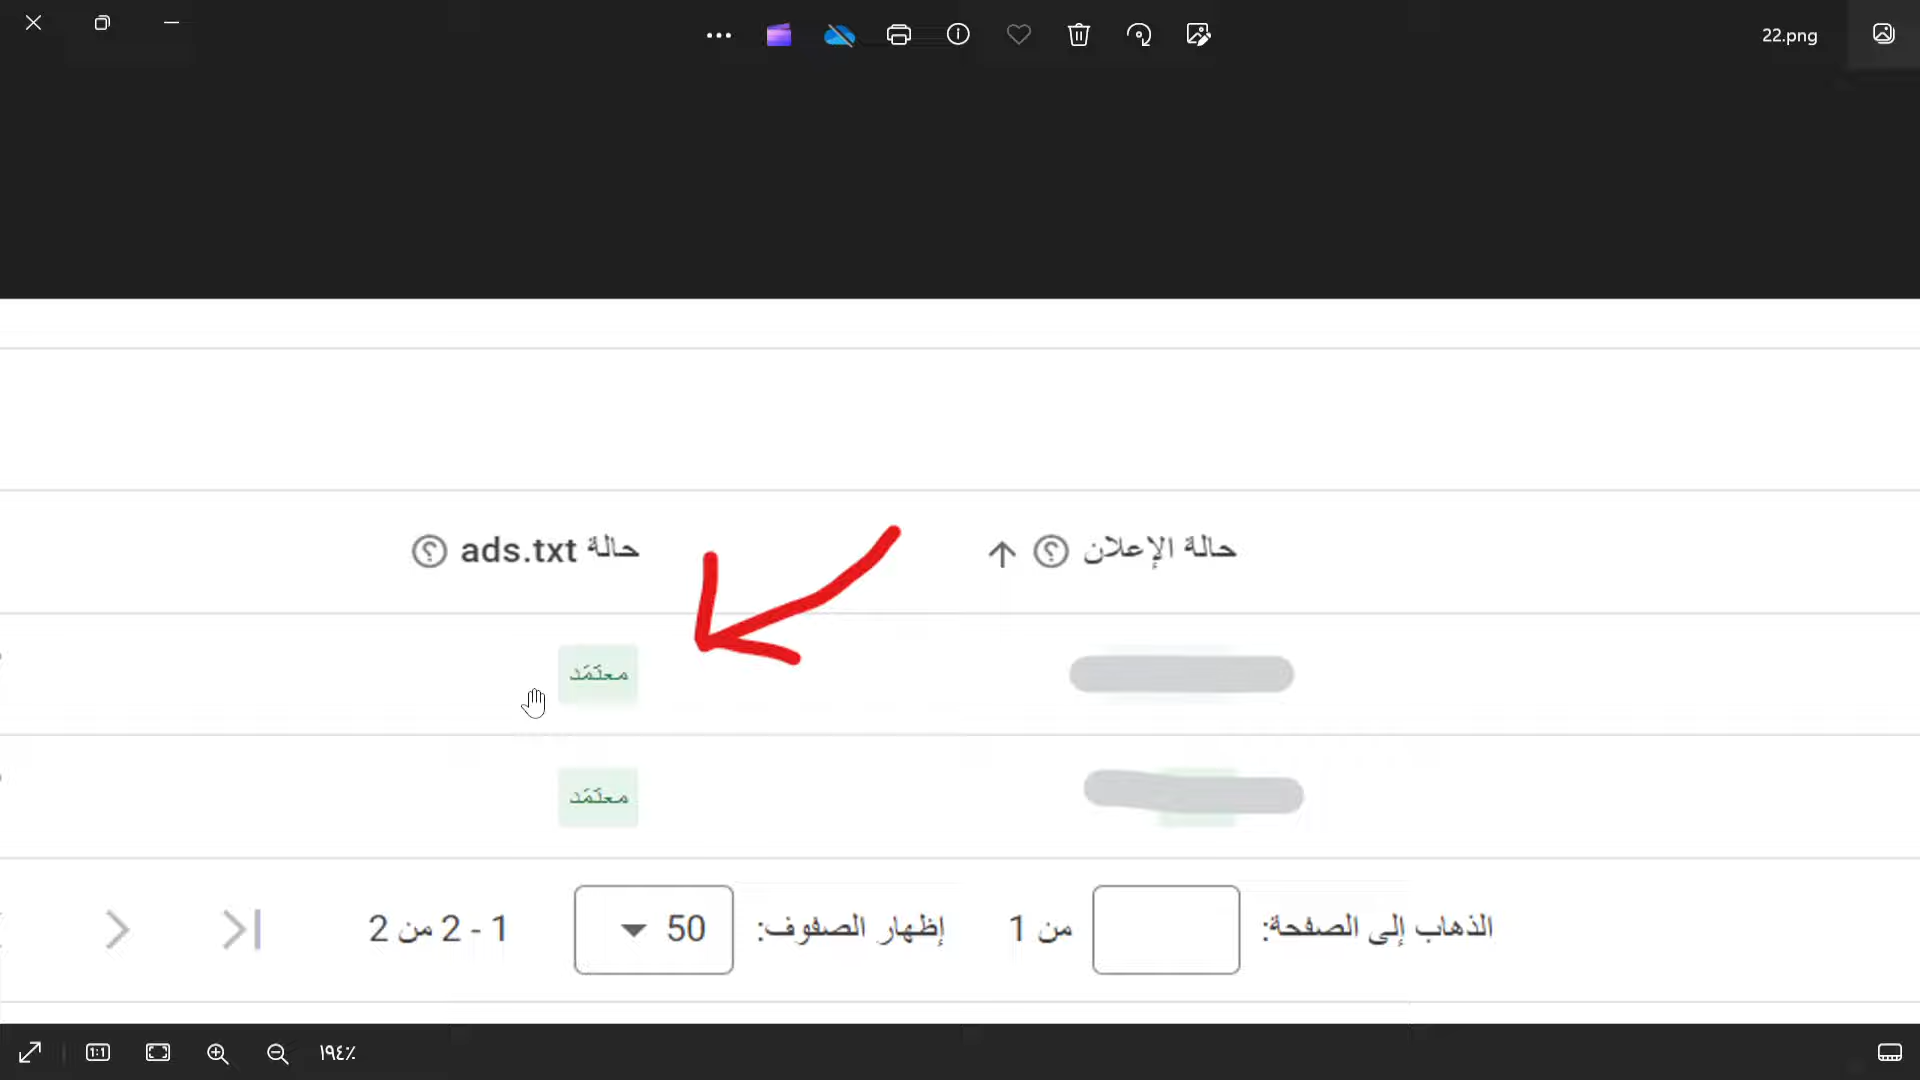 22.png
حالة الإعلان
حالة ads.txt
معتمَد
معتمَد
الذهاب إلى الصفحة:
من 1
إظهار الصفوف:
50
1 - 2 من 2
١٩٤٪